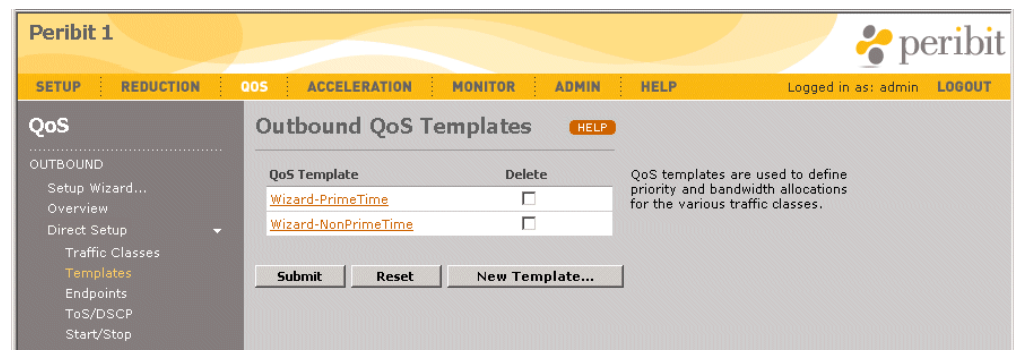 Peribit 1
peribit
SETUP REDUCTION QOS ACCELERATION MONITOR ADMIN HELP Logged in as: admin LOGOUT
QoS
OUTBOUND
Setup Wizard...
Overview
Direct Setup
Traffic Classes
Templates
Endpoints
ToS/DSCP
Start/Stop
Outbound QoS Templates HELP
QoS Template Delete
Wizard-PrimeTime
Wizard-NonPrimeTime
Submit Reset New Template...
QoS templates are used to define
priority and bandwidth allocations
for the various traffic classes.